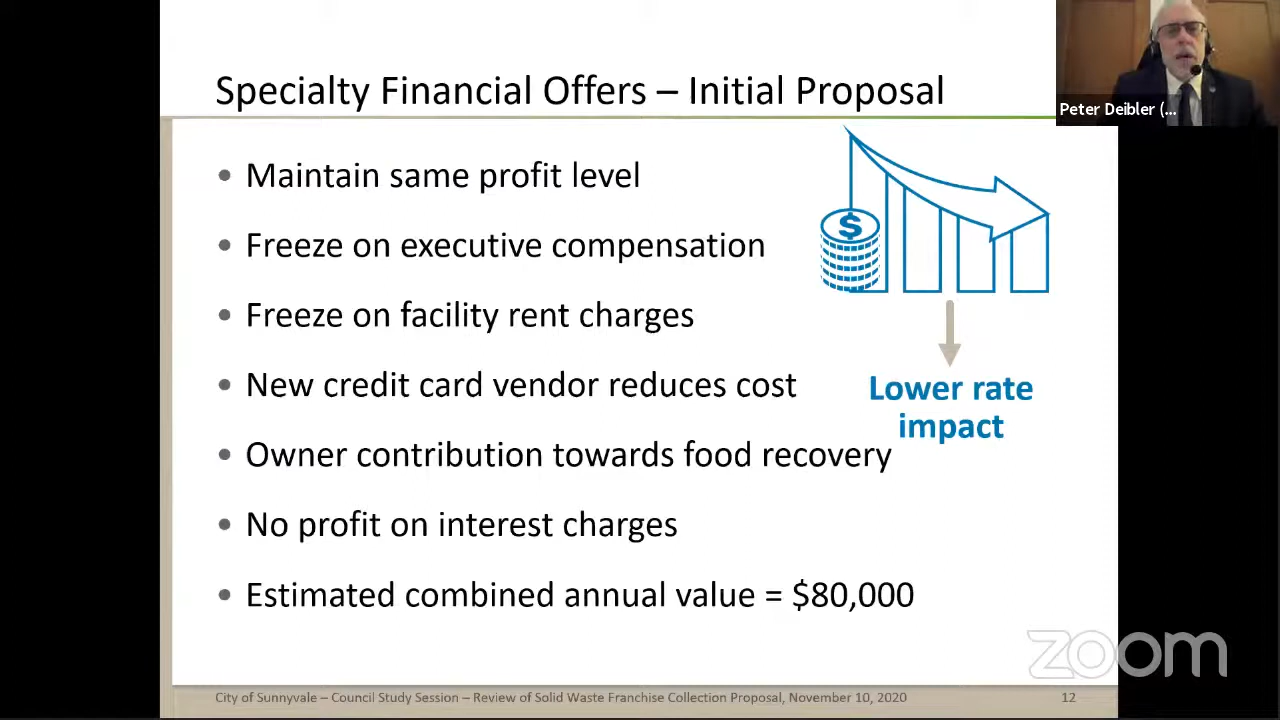 Specialty Financial Offers – Initial Proposal
Peter Deibler (...
• Maintain same profit level
• Freeze on executive compensation
• Freeze on facility rent charges
• New credit card vendor reduces cost
• Owner contribution towards food recovery
• No profit on interest charges
• Estimated combined annual value = $80,000
$
Lower rate
impact
zoom
City of Sunnyvale – Council Study Session – Review of Solid Waste Franchise Collection Proposal, November 10, 2020
12